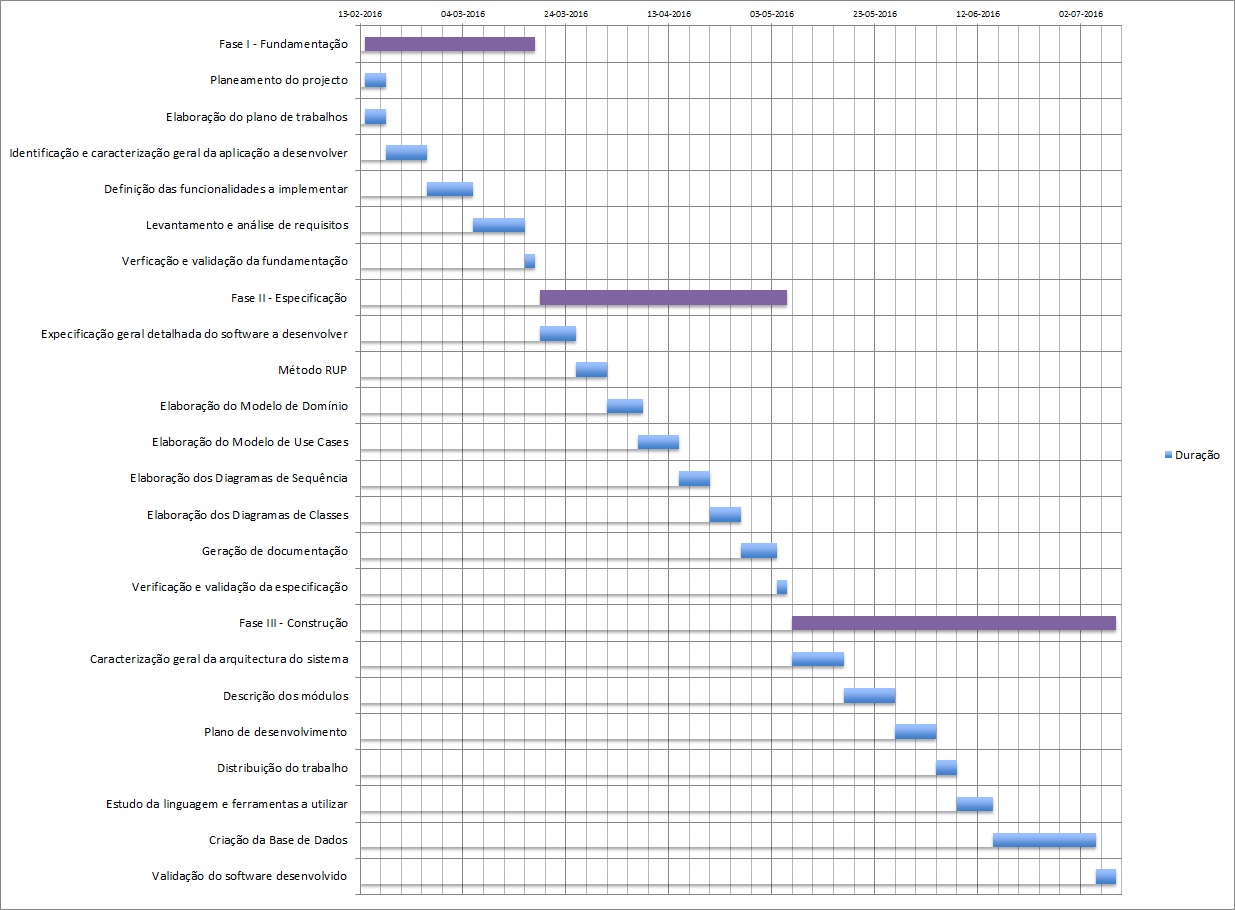 13-02-2016 04-03-2016 24-03-2016 13-04-2016 03-05-2016 23-05-2016 12-06-2016 02-07-2016
Fase I - Fundamentação
Planeamento do projecto
Elaboração do plano de trabalhos
Identificação e caracterização geral da aplicação a desenvolver
Definição das funcionalidades a implementar
Levantamento e análise de requisitos
Verficação e validação da fundamentação
Fase II - Especificação
Expecificação geral detalhada do software a desenvolver
Método RUP
Elaboração do Modelo de Domínio
Elaboração do Modelo de Use Cases
Duração
Elaboração dos Diagramas de Sequência
Elaboração dos Diagramas de Classes
Geração de documentação
Verificação e validação da especificação
Fase III - Construção
Caracterização geral da arquitectura do sistema
Descrição dos módulos
Plano de desenvolvimento
Distribuição do trabalho
Estudo da linguagem e ferramentas a utilizar
Criação da Base de Dados
Validação do software desenvolvido